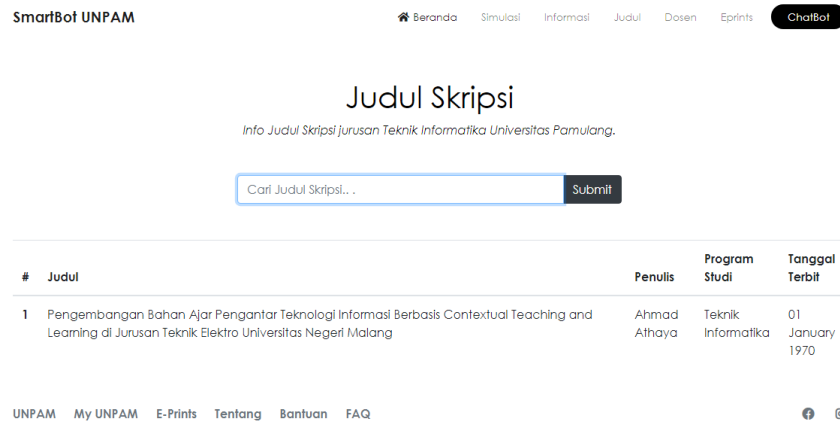 SmartBot UNPAM
Beranda Simulasi Informasi Judul Dosen Eprints ChatBot
Judul Skripsi
Info Judul Skripsi jurusan Teknik Informatika Universitas Pamulang.
Cari Judul Skripsi.. . Submit
# Judul Penulis Program Studi Tanggal Terbit
1 Pengembangan Bahan Ajar Pengantar Teknologi Informasi Berbasis Contextual Teaching and
Learning di Jurusan Teknik Elektro Universitas Negeri Malang
Ahmad
Athaya
Teknik
Informatika
01
January
1970
UNPAM My UNPAM E-Prints Tentang Bantuan FAQ